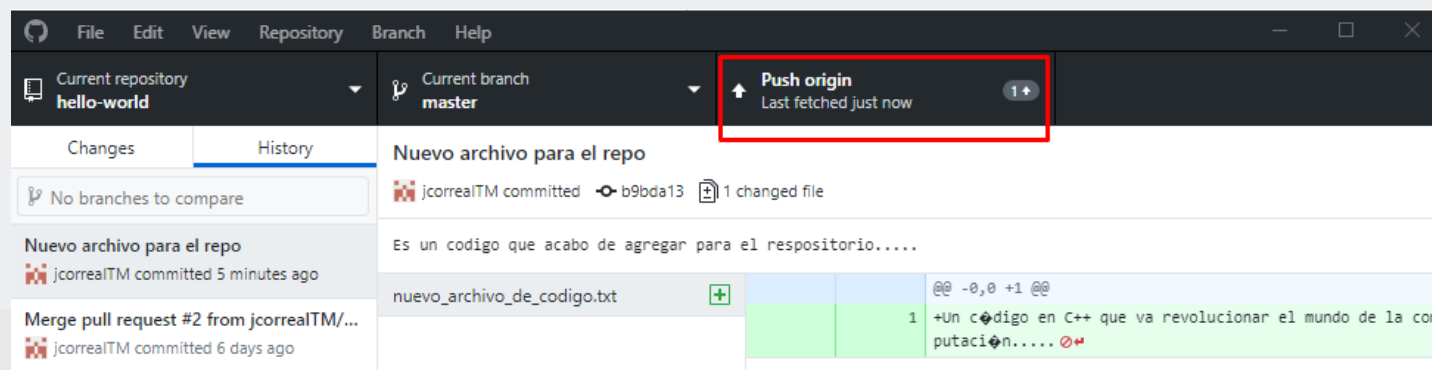 File Edit View Repository Branch Help
Current repository
hello-world
Current branch
master
Push origin
Last fetched just now
1
Changes History
No branches to compare
Nuevo archivo para el repo
jcorrealTM committed 5 minutes ago
Merge pull request #2 from jcorrealTM/...
jcorrealTM committed 6 days ago
Nuevo archivo para el repo
jcorrealTM committed b9bda13 1 changed file
Es un codigo que acabo de agregar para el respositorio.....
nuevo_archivo_de_codigo.txt
@@ -0,0 +1 @@
1 +Un c�digo en C++ que va revolucionar el mundo de la com
putaci�n.....